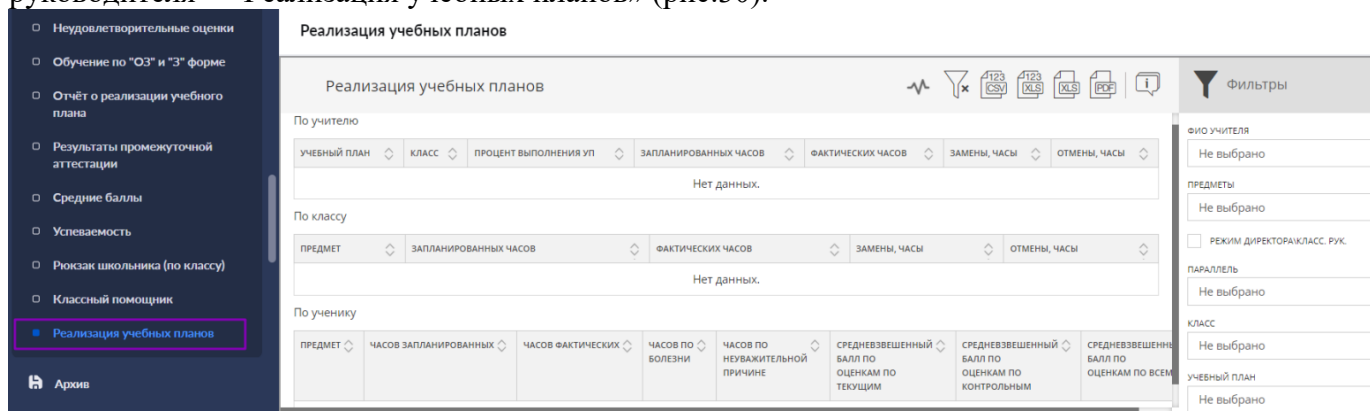 руководителя – «Реализация учебных планов» (рис.30).
Неудовлетворительные оценки
Обучение по "ОЗ" и "З" форме
Отчёт о реализации учебного
плана
Результаты промежуточной
аттестации
Средние баллы
Успеваемость
Рюкзак школьника (по классу)
Классный помощник
Реализация учебных планов
Архив
Реализация учебных планов
Реализация учебных планов
123 CSV
123 XLS
XLS
PDF
По учителю
УЧЕБНЫЙ ПЛАН КЛАСС ПРОЦЕНТ ВЫПОЛНЕНИЯ УП ЗАПЛАНИРОВАННЫХ ЧАСОВ ФАКТИЧЕСКИХ ЧАСОВ ЗАМЕНЫ, ЧАСЫ ОТМЕНЫ, ЧАСЫ
Нет данных.
По классу
ПРЕДМЕТ ЗАПЛАНИРОВАННЫХ ЧАСОВ ФАКТИЧЕСКИХ ЧАСОВ ЗАМЕНЫ, ЧАСЫ ОТМЕНЫ, ЧАСЫ
Нет данных.
По ученику
ПРЕДМЕТ ЧАСОВ ЗАПЛАНИРОВАННЫХ ЧАСОВ ФАКТИЧЕСКИХ ЧАСОВ ПО СРЕДНЕВЗВЕШЕННЫЙ
БОЛЕЗНИ
ЧАСОВ ПО
НЕУВАЖИТЕЛЬНОЙ
ПРИЧИНЕ
БАЛЛ ПО
ОЦЕНКАМ ПО
ТЕКУЩИМ
СРЕДНЕВЗВЕШЕННЫЙ
БАЛЛ ПО
ОЦЕНКАМ ПО
КОНТРОЛЬНЫМ
СРЕДНЕВЗВЕШЕННЫ
БАЛЛ ПО
ОЦЕНКАМ ПО ВСЕМ
Фильтры
ФИО УЧИТЕЛЯ
Не выбрано
ПРЕДМЕТЫ
Не выбрано
РЕЖИМ ДИРЕКТОРА\КЛАСС. РУК.
ПАРАЛЛЕЛЬ
Не выбрано
КЛАСС
Не выбрано
УЧЕБНЫЙ ПЛАН
Не выбрано